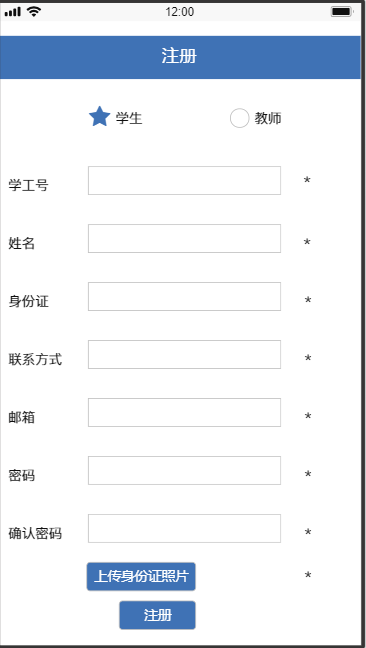 12:00
注册
学生 教师
学工号 *
姓名 *
身份证 *
联系方式 *
邮箱 *
密码 *
确认密码 *
上传身份证照片 *
注册